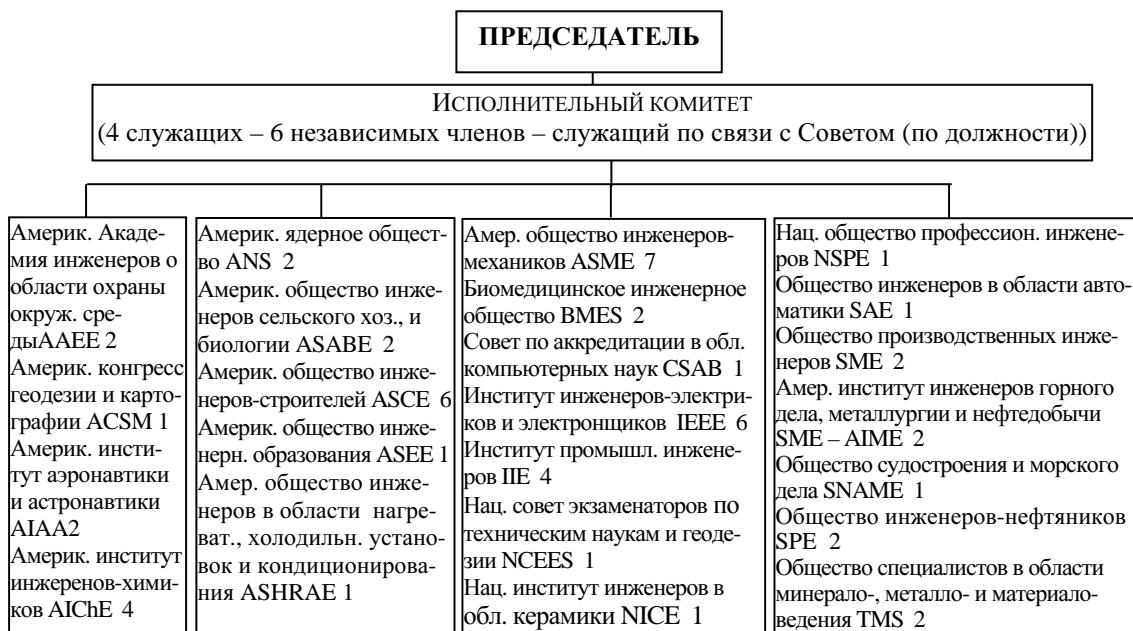 ПРЕДСЕДАТЕЛЬ
ИСПОЛНИТЕЛЬНЫЙ КОМИТЕТ
(4 служащих – 6 независимых членов – служащий по связи с Советом (по должности))
Америк. Акаде-
мия инженеров о
области охраны
окруж. сре-
дыAAEE 2
Америк. конгресс
геодезии и карто-
графии ACSM 1
Америк. инсти-
тут аэронавтики
и астронавтики
AIAA2
Америк. институт
инжеренов-хими-
ков AIChE 4
Америк. ядерное общест-
во ANS 2
Америк. общество инже-
неров сельского хоз., и
биологии ASABE 2
Америк. общество инже-
неров-строителей ASCE 6
Америк. общество инже-
нерн. образования ASEE 1
Амер. общество инже-
неров в области нагре-
ват., холодильн. устано-
вок и кондиционирова-
ния ASHRAE 1
Амер. общество инженеров-
механиков ASME 7
Биомедицинское инженерное
общество BMES 2
Совет по аккредитации в обл.
компьютерных наук CSAB 1
Институт инженеров-электри-
ков и электронщиков IEEE 6
Институт промышл. инжене-
ров IIE 4
Нац. совет экзаменаторов по
техническим наукам и геоде-
зии NCEES 1
Нац. институт инженеров в
обл. керамики NICE 1
Нац. общество профессион. инжене-
ров NSPE 1
Общество инженеров в области авто-
матики SAE 1
Общество производственных инже-
неров SME 2
Амер. институт инженеров горного
дела, металлургии и нефтедобычи
SME – AIME 2
Общество судостроения и морского
дела SNAME 1
Общество инженеров-нефтяников
SPE 2
Общество специалистов в области
минерало-, металло- и материало-
ведения TMS 2